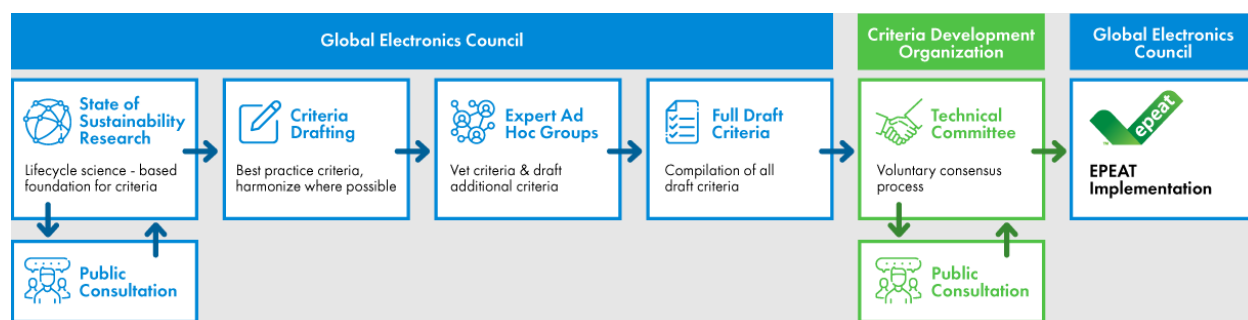 Global Electronics Council
Criteria Development
Organization
Global Electronics
Council
State of
Sustainability
Research
Lifecycle science - based
foundation for criteria
Criteria
Drafting
Best practice criteria,
harmonize where possible
Expert Ad
Hoc Groups
Vet criteria & draft
additional criteria
Full Draft
Criteria
Compilation of all
draft criteria
Technical
Committee
Voluntary consensus
process
epeat
EPEAT
Implementation
Public
Consultation
Public
Consultation